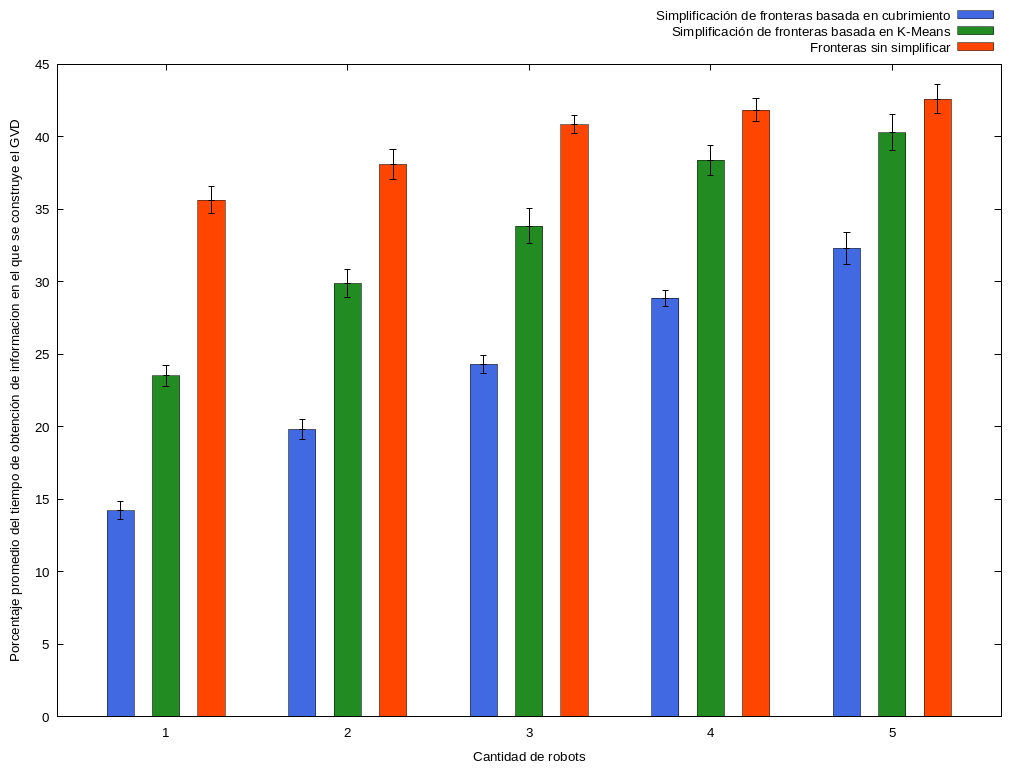 Simplificación de fronteras basada en cubrimiento
Simplificación de fronteras basada en K-Means
Fronteras sin simplificar
Porcentaje promedio del tiempo de obtención de informacion en el que se construye el GVD
45
40
35
30
25
20
15
10
5
0
1 2 3 4 5
Cantidad de robots